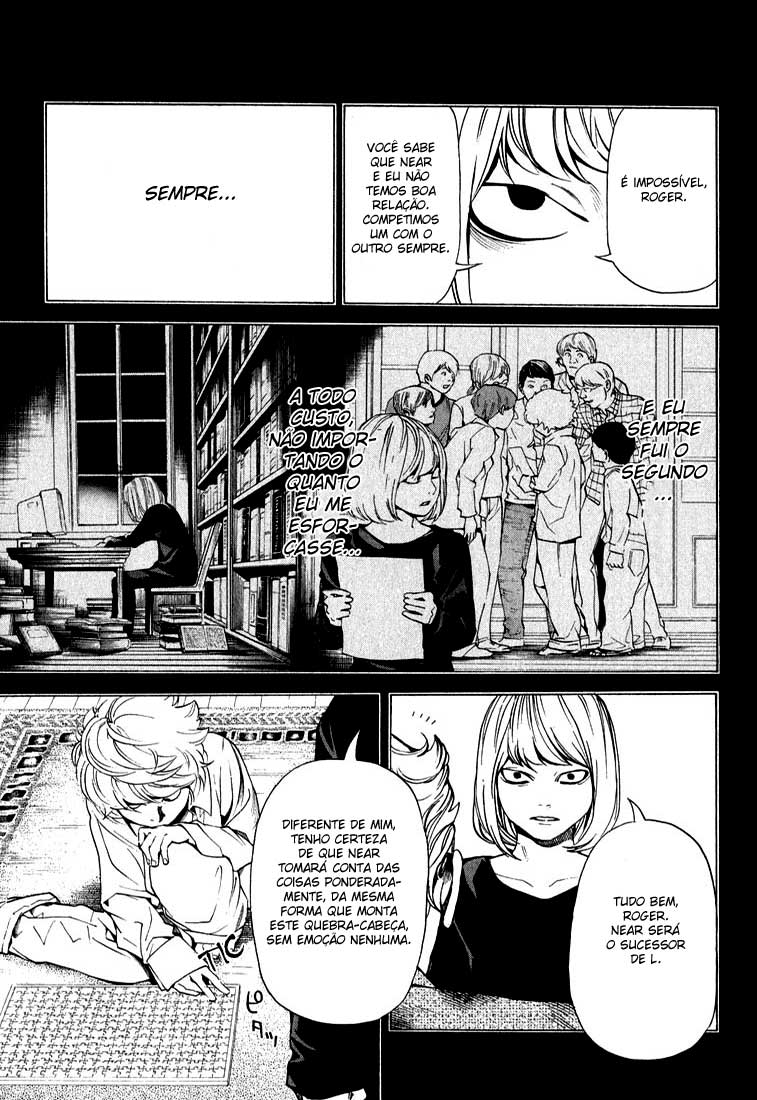 É IMPOSSÍVEL,
ROGER.
VOCÊ SABE
QUE NEAR
E EU NÃO
TEMOS BOA
RELAÇÃO.
COMPETIMOS
UM COM O
OUTRO SEMPRE.
SEMPRE...
E EU
SEMPRE
FUI O
SEGUNDO
...
A TODO
CUSTO,
NÃO IMPOR-
TANDO O
QUANTO
EU ME
ESFOR-
ÇASSE...
TUDO BEM,
ROGER.
NEAR SERÁ
O SUCESSOR
DE L.
DIFERENTE DE MIM,
TENHO CERTEZA
DE QUE NEAR
TOMARÁ CONTA DAS
COISAS PONDERADA-
MENTE, DA MESMA
FORMA QUE MONTA
ESTE QUEBRA-CABEÇA,
SEM EMOÇÃO NENHUMA.
TIC
ピタッ